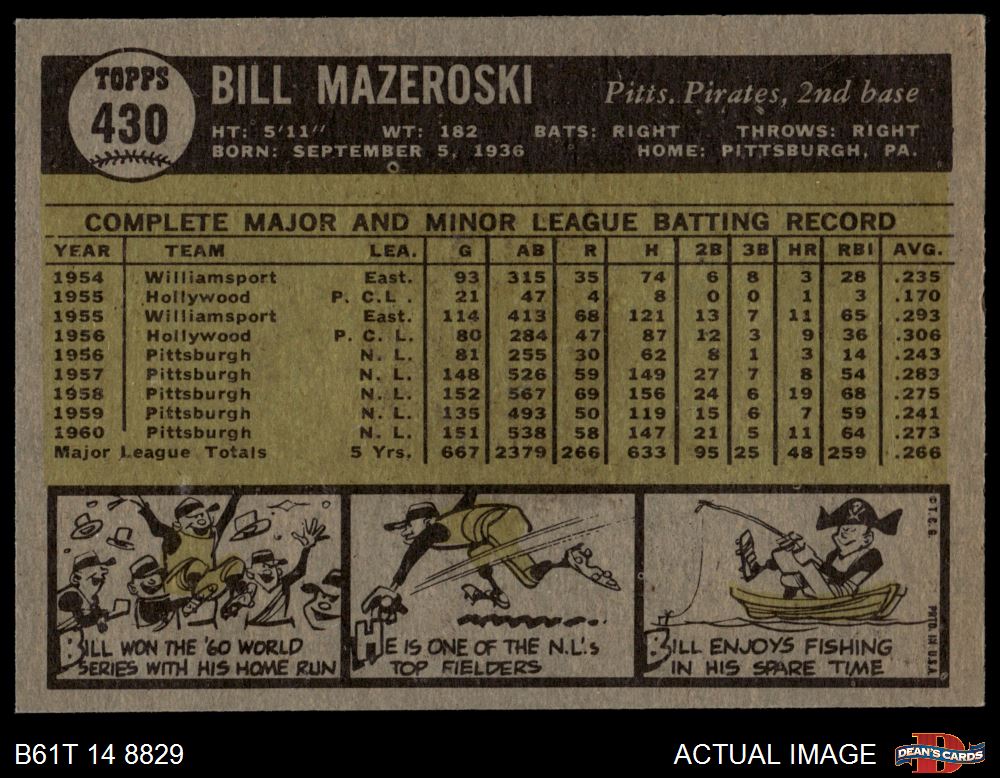 TOPPS
430
BILL MAZEROSKI
Pitts. Pirates, 2nd base
HT: 5'11" WT: 182 BATS: RIGHT THROWS: RIGHT
BORN: SEPTEMBER 5, 1936 HOME: PITTSBURGH, PA.
COMPLETE MAJOR AND MINOR LEAGUE BATTING RECORD
YEAR TEAM LEA. G AB R H 2B 3B HR RBI AVG.
1954 Williamsport East. 93 315 35 74 6 8 3 28 .235
1955 Hollywood P. C.L . 21 47 4 8 0 0 1 3 .170
1955 Williamsport East. 114 413 68 121 13 7 11 65 .293
1956 Hollywood P. C. L. 80 284 47 87 12 3 9 36 .306
1956 Pittsburgh N. L. 81 255 30 62 8 1 3 14 .243
1957 Pittsburgh N. L. 148 526 59 149 27 7 8 54 .283
1958 Pittsburgh N. L. 152 567 69 156 24 6 19 68 .275
1959 Pittsburgh N. L. 135 493 50 119 15 6 7 59 .241
1960 Pittsburgh N. L. 151 538 58 147 21 5 11 64 .273
Major League Totals 5 Yrs. 667 2379 266 633 95 25 48 259 .266
BILL WON THE '60 WORLD
SERIES WITH HIS HOME RUN
HE IS ONE OF THE N.L.'s
TOP FIELDERS
BILL ENJOYS FISHING
IN HIS SPARE TIME
© T. C. G.
PRTD. IN U.S.A.
B61T 14 8829
ACTUAL IMAGE
DEAN'S CARDS